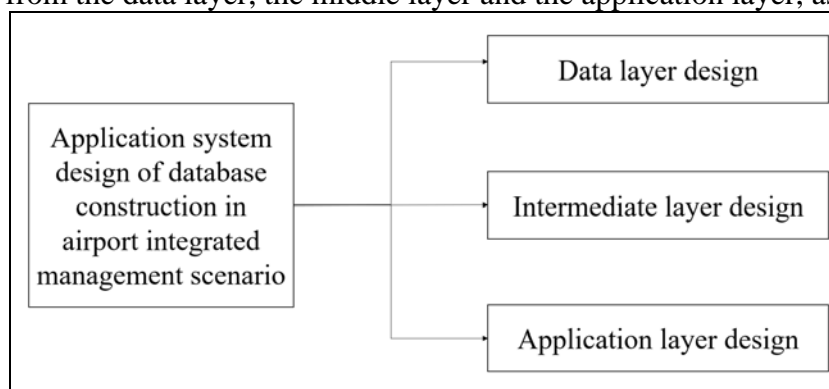 from the data layer, the middle layer and the application layer, as
Application system
design of database
construction in
airport integrated
management scenario
Data layer design
Intermediate layer design
Application layer design